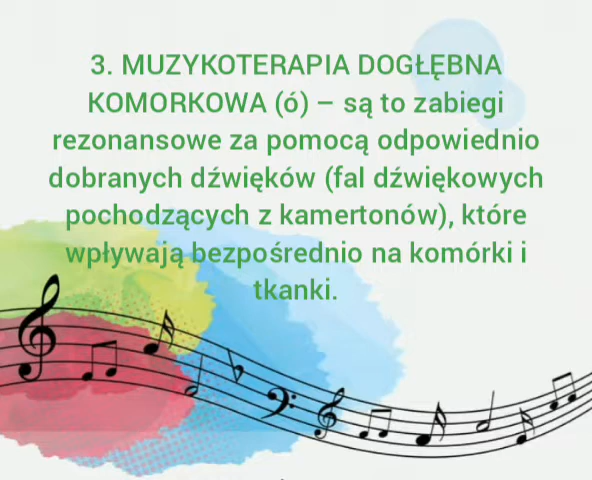 3. MUZYKOTERAPIA DOGŁĘBNA
KOMORKOWA (ó) – są to zabiegi
rezonansowe za pomocą odpowiednio
dobranych dźwięków (fal dźwiękowych
pochodzących z kamertonów), które
wpływają bezpośrednio na komórki i
tkanki.